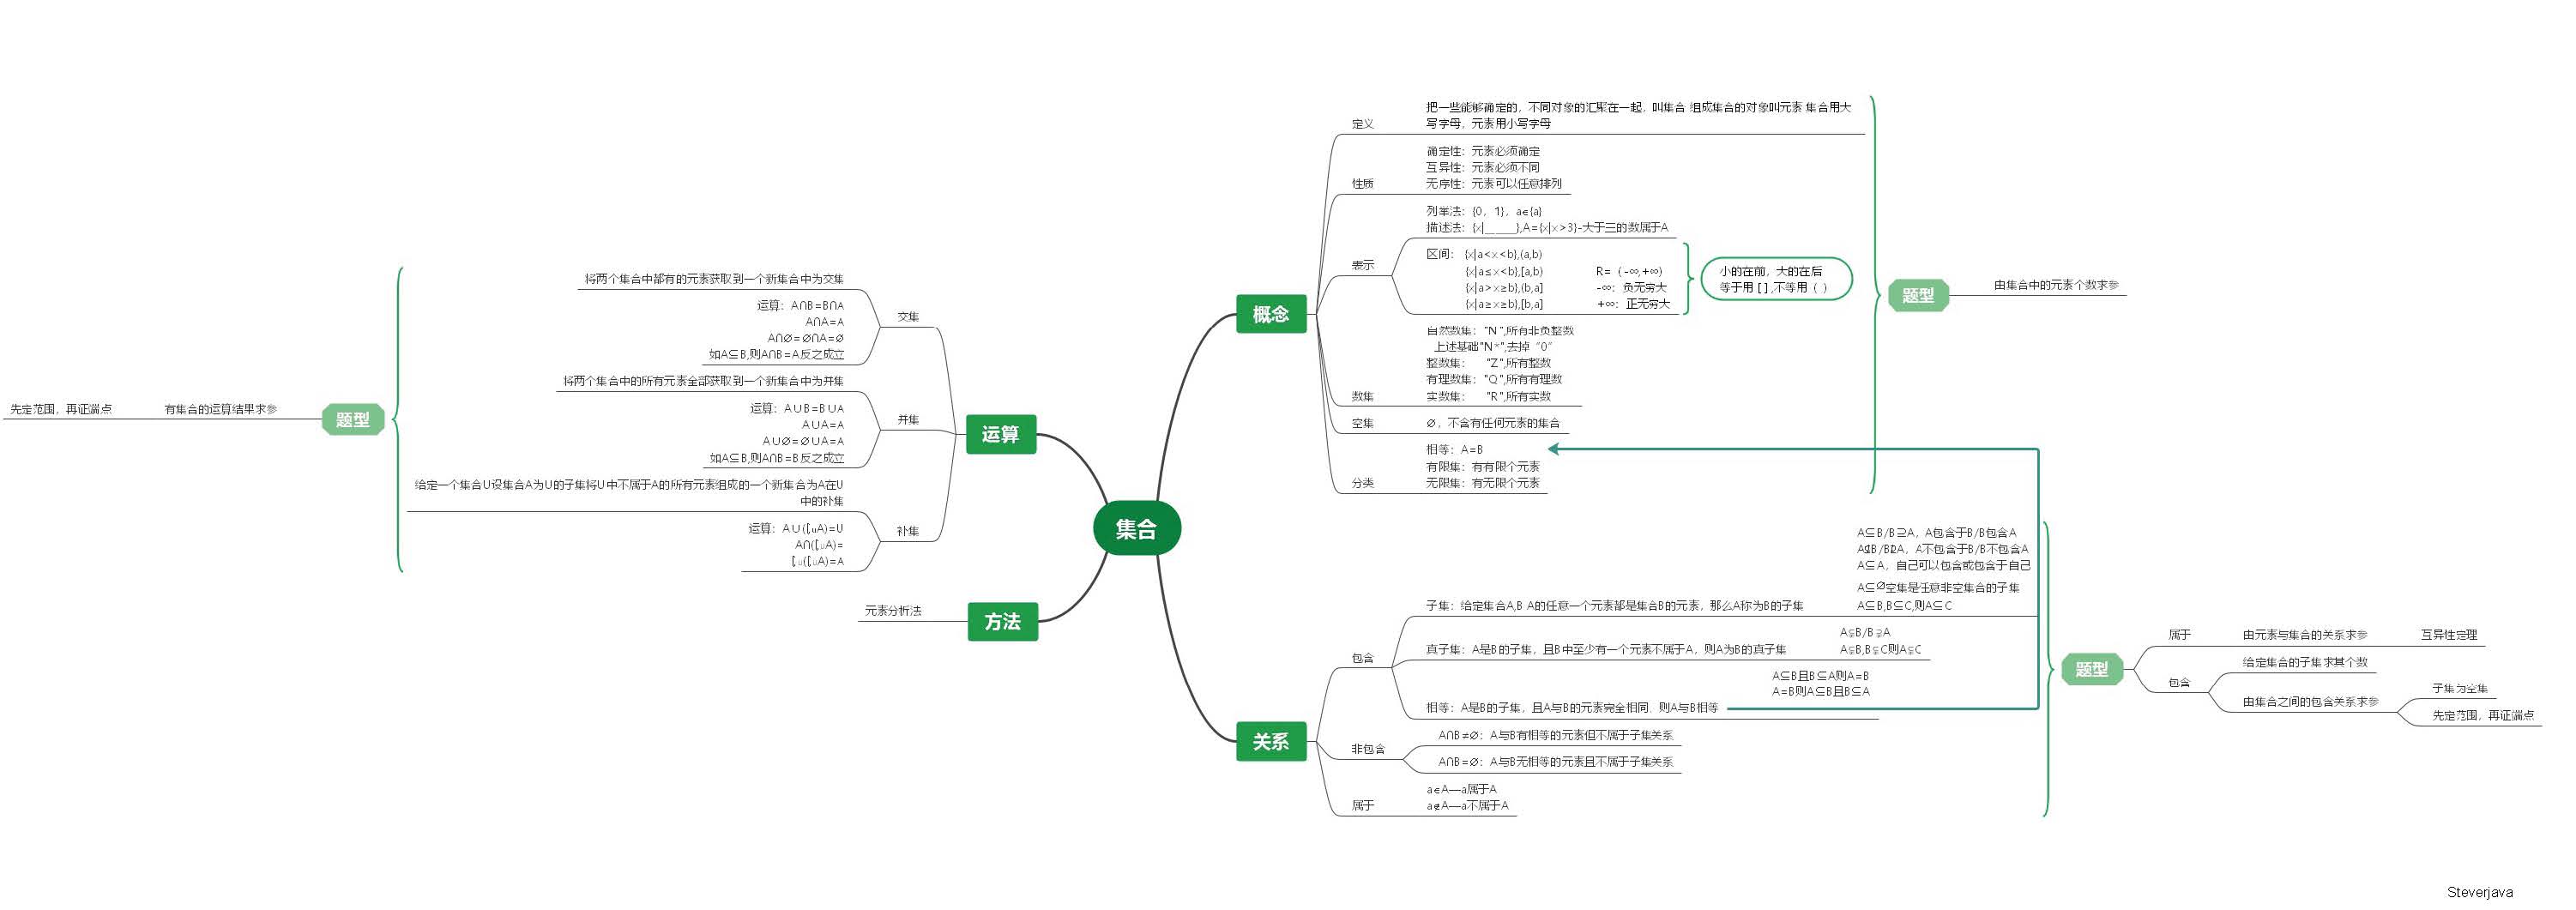 集合
概念
定义
把一些能够确定的，不同对象的汇聚在一起，叫集合 组成集合的对象叫元素 集合用大
写字母，元素用小写字母
性质
确定性：元素必须确定
互异性：元素必须不同
无序性：元素可以任意排列
表示
列举法：{0，1}，a∈{a}
描述法：{x|______},A={x|x>3}-大于三的数属于A
区间： {x|a<x<b},(a,b)
{x|a≤x<b},[a,b) R=（-∞,+∞）
{x|a>x≥b},(b,a] -∞：负无穷大
{x|a≥x≥b},[b,a] +∞：正无穷大
小的在前，大的在后
等于用 [ ] ,不等用（ ）
数集
自然数集："N",所有非负整数
上述基础"N*",去掉“0”
整数集： "Z",所有整数
有理数集："Q",所有有理数
实数集： "R",所有实数
空集
∅，不含有任何元素的集合
分类
相等：A=B
有限集：有有限个元素
无限集：有无限个元素
题型
由集合中的元素个数求参
关系
包含
子集：给定集合A,B A的任意一个元素都是集合B的元素，那么A称为B的子集
A⊆B/B⊇A，A包含于B/B包含A
A⊈B/B⊉A，A不包含于B/B不包含A
A⊆A，自己可以包含或包含于自己
A⊆∅空集是任意非空集合的子集
A⊆B,B⊆C,则A⊆C
真子集：A是B的子集，且B中至少有一个元素不属于A，则A为B的真子集
A⫋B/B⫌A
A⫋B,B⫋C则A⫋C
相等：A是B的子集，且A与B的元素完全相同，则A与B相等
A⊆B且B⊆A则A=B
A=B则A⊆B且B⊆A
非包含
A∩B≠∅：A与B有相等的元素但不属于子集关系
A∩B=∅：A与B无相等的元素且不属于子集关系
属于
a∈A—a属于A
a∉A—a不属于A
题型
属于
由元素与集合的关系求参
互异性定理
包含
给定集合的子集求其个数
由集合之间的包含关系求参
子集为空集
先定范围，再证端点
运算
交集
将两个集合中都有的元素获取到一个新集合中为交集
运算：A∩B=B∩A
A∩A=A
A∩∅=∅∩A=∅
如A⊆B,则A∩B=A反之成立
并集
将两个集合中的所有元素全部获取到一个新集合中为并集
运算：A∪B=B∪A
A∪A=A
A∪∅=∅∪A=A
如A⊆B,则A∩B=B反之成立
补集
给定一个集合U设集合A为U的子集将U中不属于A的所有元素组成的一个新集合为A在U
中的补集
运算：A∪(∁ᵤA)=U
A∩(∁ᵤA)=
∁ᵤ(∁ᵤA)=A
题型
有集合的运算结果求参
先定范围，再证端点
方法
元素分析法
Steverjava